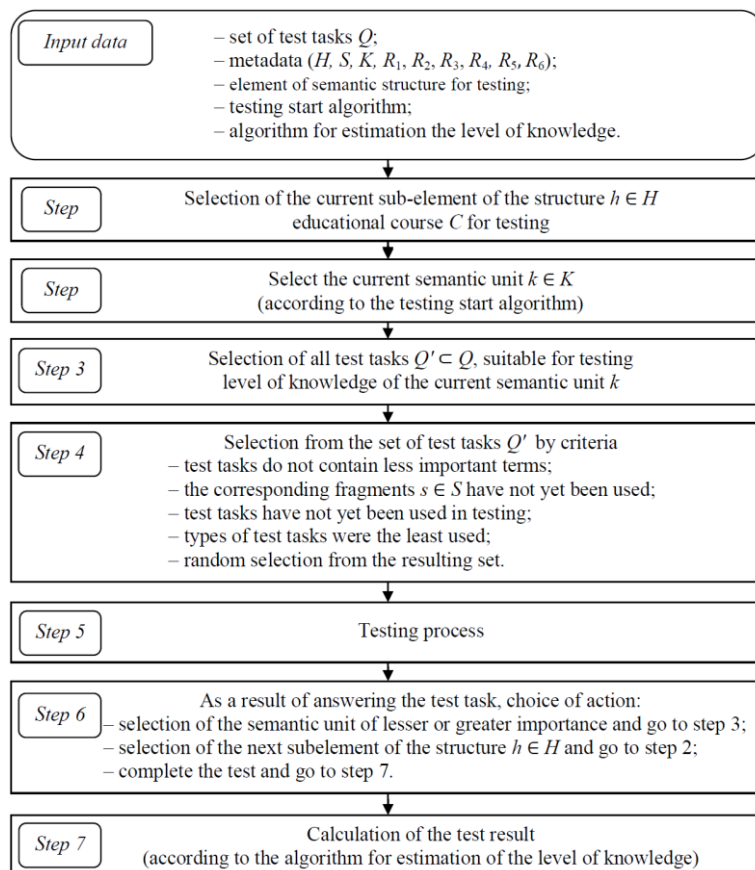 Input data
– set of test tasks Q;
– metadata (H, S, K, R₁, R₂, R₃, R₄, R₅, R₆);
– element of semantic structure for testing;
– testing start algorithm;
– algorithm for estimation the level of knowledge.
Step
Selection of the current sub-element of the structure h ∈ H
educational course C for testing
Step
Select the current semantic unit k ∈ K
(according to the testing start algorithm)
Step 3
Selection of all test tasks Q′ ⊂ Q, suitable for testing
level of knowledge of the current semantic unit k
Step 4
Selection from the set of test tasks Q′ by criteria
– test tasks do not contain less important terms;
– the corresponding fragments s ∈ S have not yet been used;
– test tasks have not yet been used in testing;
– types of test tasks were the least used;
– random selection from the resulting set.
Step 5
Testing process
Step 6
As a result of answering the test task, choice of action:
– selection of the semantic unit of lesser or greater importance and go to step 3;
– selection of the next subelement of the structure h ∈ H and go to step 2;
– complete the test and go to step 7.
Step 7
Calculation of the test result
(according to the algorithm for estimation of the level of knowledge)